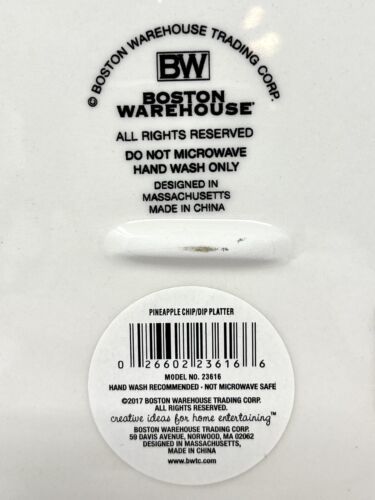 © BOSTON WAREHOUSE TRADING CORP.
BW
BOSTON
WAREHOUSE®
ALL RIGHTS RESERVED
DO NOT MICROWAVE
HAND WASH ONLY
DESIGNED IN
MASSACHUSETTS
MADE IN CHINA
PINEAPPLE CHIP/DIP PLATTER
0 26602 23616 6
MODEL NO. 23616
HAND WASH RECOMMENDED • NOT MICROWAVE SAFE
©2017 BOSTON WAREHOUSE TRADING CORP.
ALL RIGHTS RESERVED.
creative ideas for home entertaining™
BOSTON WAREHOUSE TRADING CORP.
59 DAVIS AVENUE, NORWOOD, MA 02062
DESIGNED IN MASSACHUSETTS,
MADE IN CHINA
www.bwtc.com